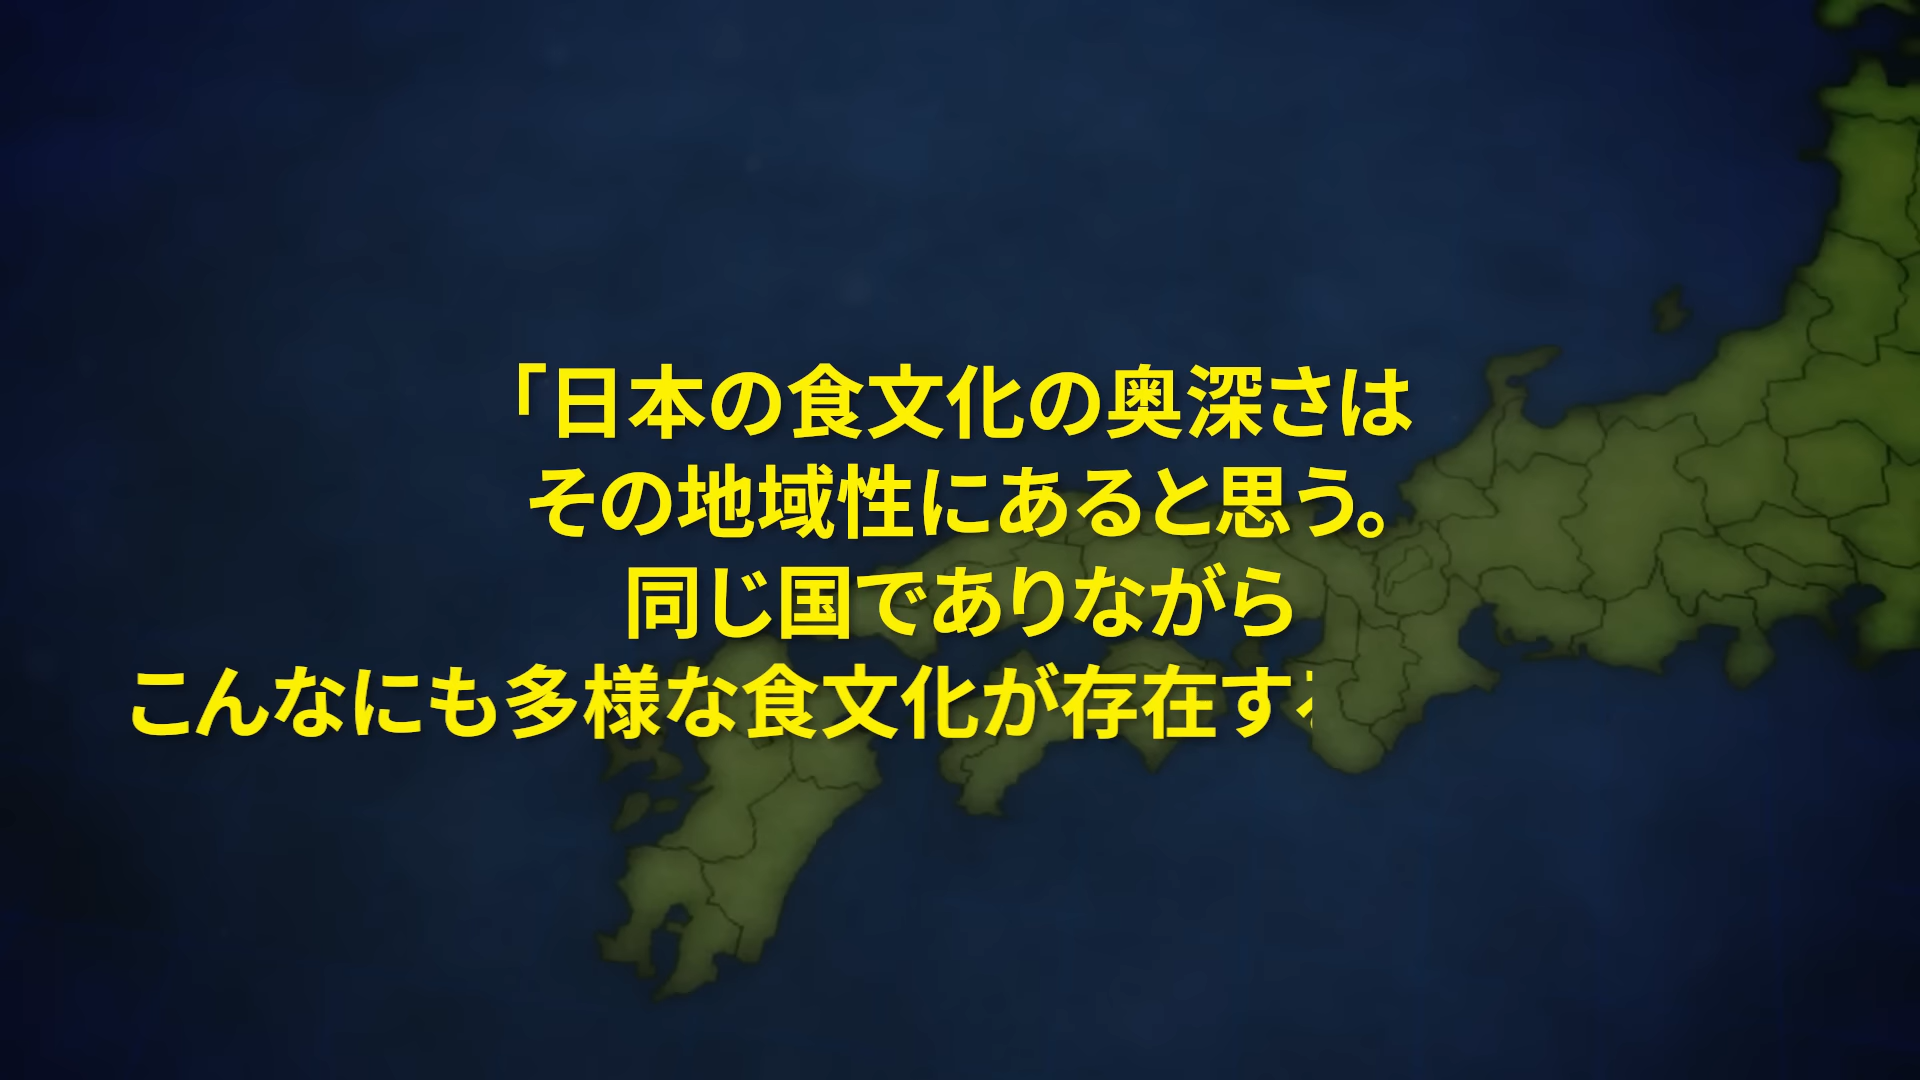 「日本の食文化の奥深さは
その地域性にあると思う。
同じ国でありながら
こんなにも多様な食文化が存在す